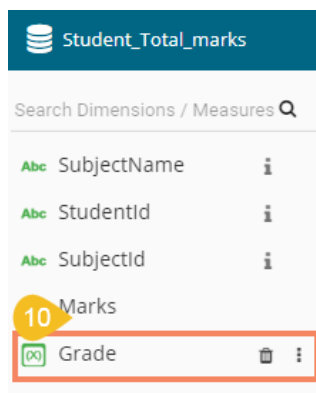 Student_Total_marks
Search Dimensions / Measures
Abc SubjectName i
Abc StudentId i
Abc SubjectId i
10 Marks
(x) Grade